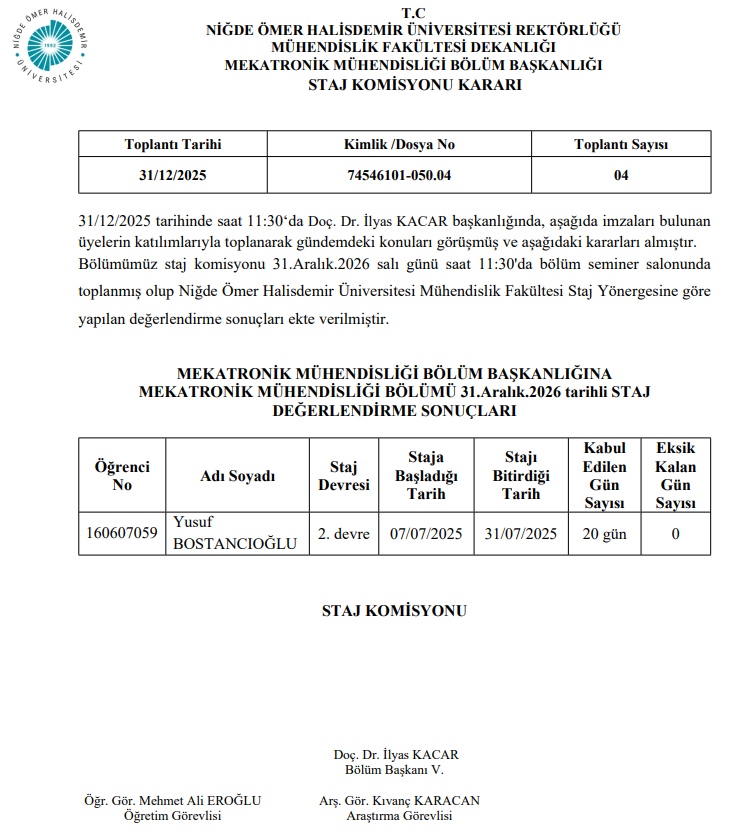 NİĞDE ÖMER HALİSDEMİR
1992
ÜNİVERSİTESİ
T.C
NİĞDE ÖMER HALİSDEMİR ÜNİVERSİTESİ REKTÖRLÜĞÜ
MÜHENDİSLİK FAKÜLTESİ DEKANLIĞI
MEKATRONİK MÜHENDİSLİĞİ BÖLÜM BAŞKANLIĞI
STAJ KOMİSYONU KARARI
Toplantı Tarihi Kimlik /Dosya No Toplantı Sayısı
31/12/2025 74546101-050.04 04
31/12/2025 tarihinde saat 11:30‘da Doç. Dr. İlyas KACAR başkanlığında, aşağıda imzaları bulunan
üyelerin katılımlarıyla toplanarak gündemdeki konuları görüşmüş ve aşağıdaki kararları almıştır.
Bölümümüz staj komisyonu 31.Aralık.2026 salı günü saat 11:30'da bölüm seminer salonunda
toplanmış olup Niğde Ömer Halisdemir Üniversitesi Mühendislik Fakültesi Staj Yönergesine göre
yapılan değerlendirme sonuçları ekte verilmiştir.
MEKATRONİK MÜHENDİSLİĞİ BÖLÜM BAŞKANLIĞINA
MEKATRONİK MÜHENDİSLİĞİ BÖLÜMÜ 31.Aralık.2026 tarihli STAJ
DEĞERLENDİRME SONUÇLARI
Öğrenci
No
Adı Soyadı
Staj
Devresi
Staja
Başladığı
Tarih
Stajı
Bitirdiği
Tarih
Kabul
Edilen
Gün
Sayısı
Eksik
Kalan
Gün
Sayısı
160607059
Yusuf
BOSTANCIOĞLU
2. devre
07/07/2025
31/07/2025
20 gün
0
STAJ KOMİSYONU
Doç. Dr. İlyas KACAR
Bölüm Başkanı V.
Öğr. Gör. Mehmet Ali EROĞLU
Öğretim Görevlisi
Arş. Gör. Kıvanç KARACAN
Araştırma Görevlisi